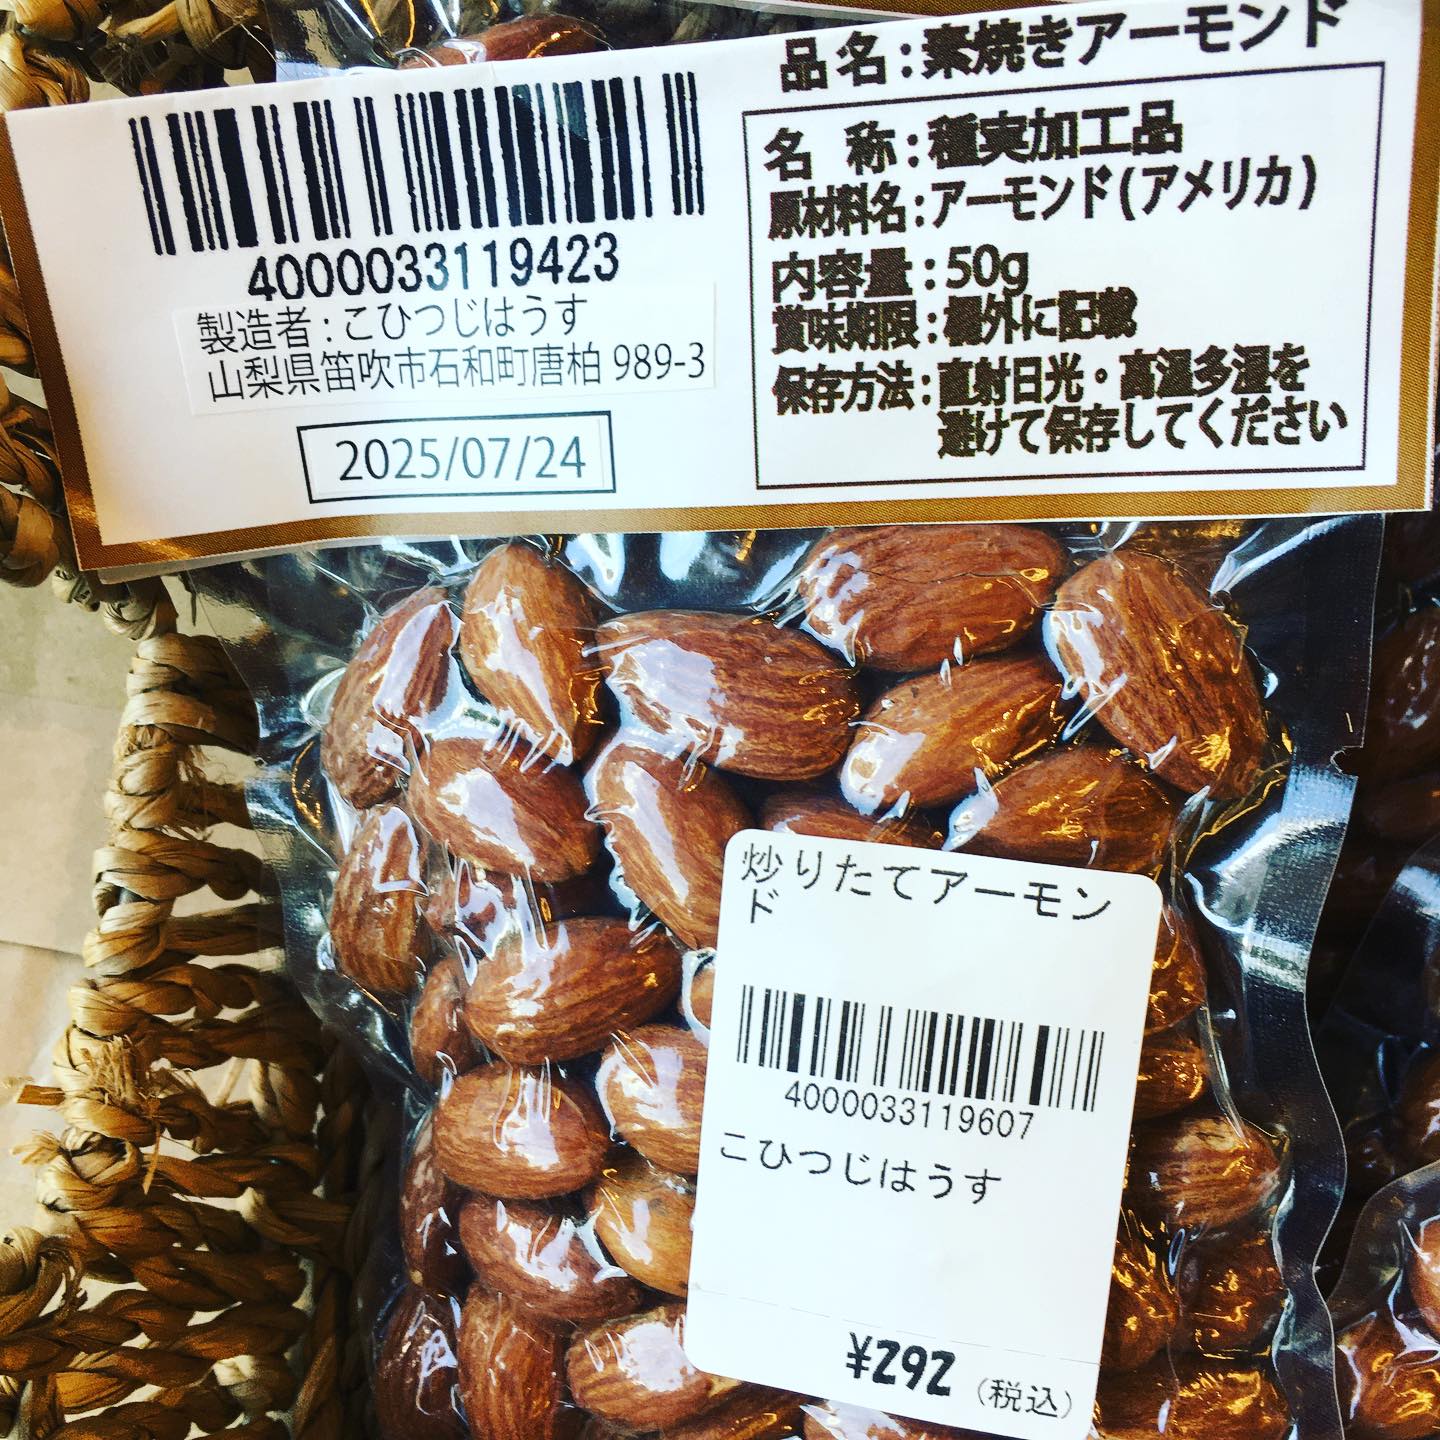 4000033119423
製造者:こひつじはうす
山梨県笛吹市石和町唐柏 989-3
2025/07/24
品名:素焼きアーモンド
名 称:種実加工品
原材料名:アーモンド(アメリカ)
内容量:50g
賞味期限:欄外に記載
保存方法:直射日光・高温多湿を
避けて保存してください
炒りたてアーモン
ド
4000033119607
こひつじはうす
¥292 (税込)